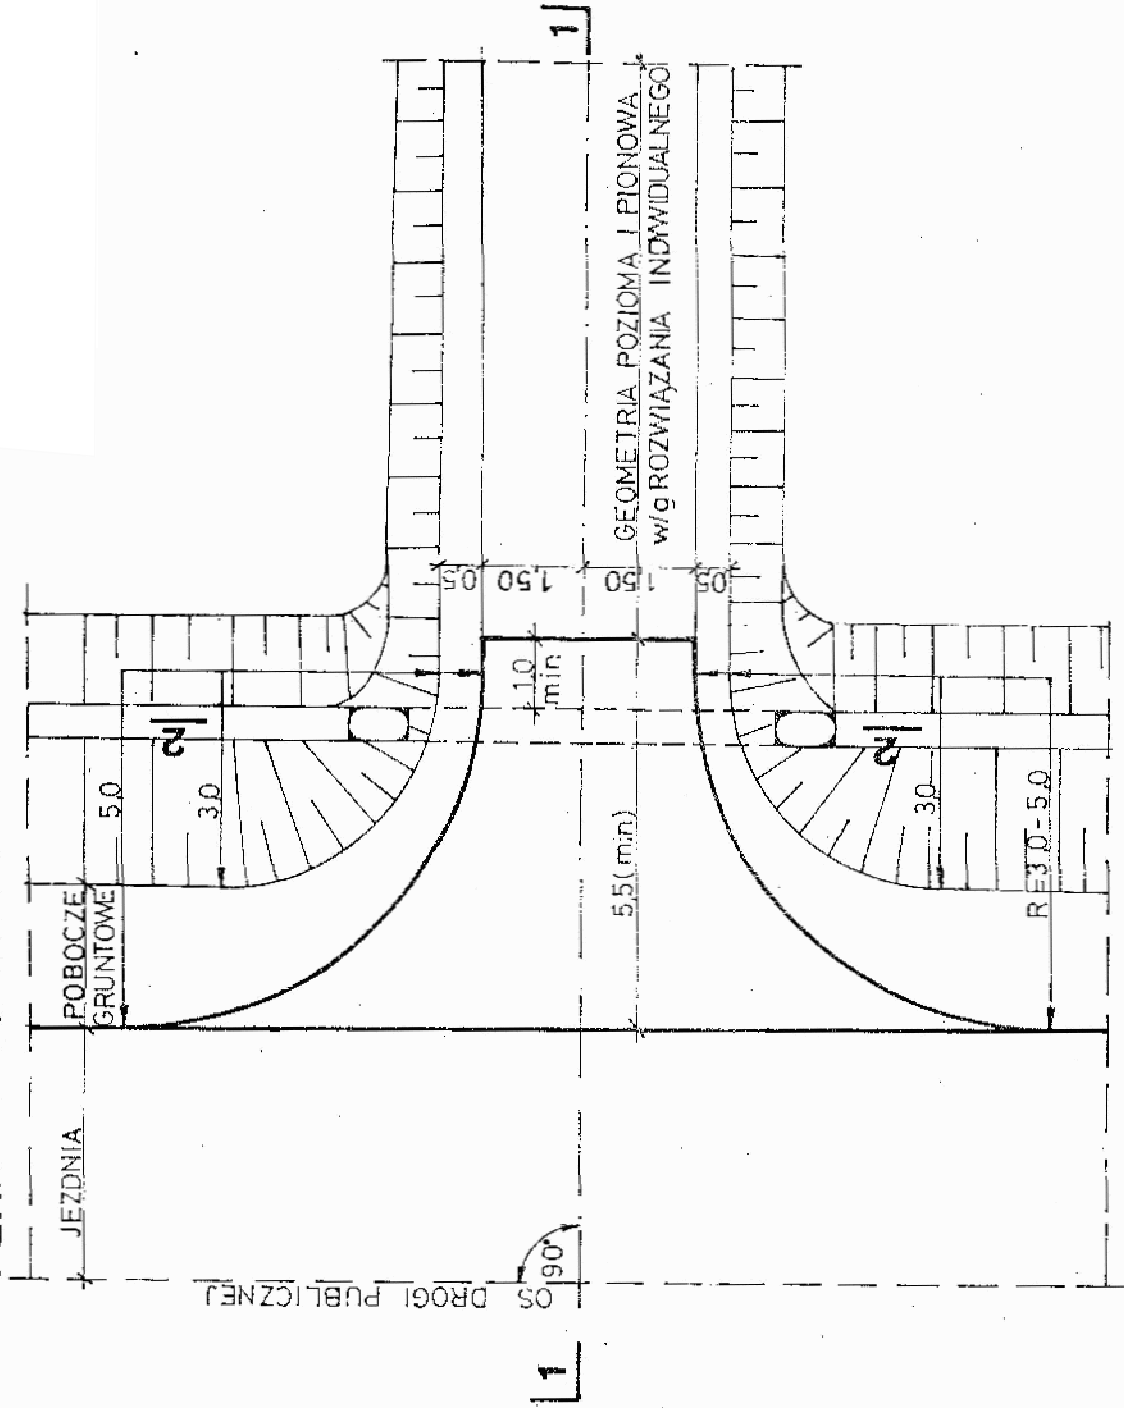 1
GEOMETRIA POZIOMA I PIONOWA
w/g ROZWIĄZANIA INDYWIDUALNEGO
0,5
1,50
1,50
0,5
1,0
min
2
2
5,0
3,0
5,5(min)
3,0
R=3,0-5,0
POBOCZE
GRUNTOWE
JEZDNIA
90°
OŚ DROGI PUBLICZNEJ
1